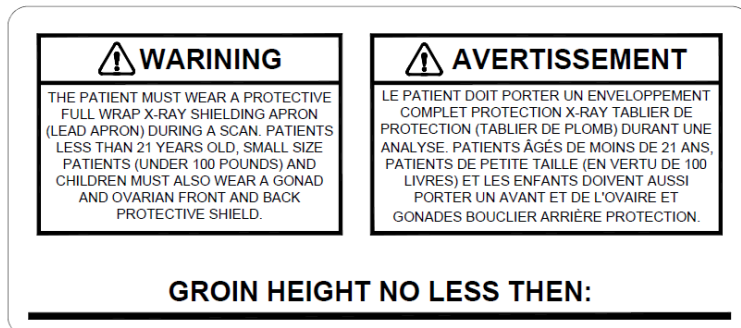 WARINING
THE PATIENT MUST WEAR A PROTECTIVE
FULL WRAP X-RAY SHIELDING APRON
(LEAD APRON) DURING A SCAN. PATIENTS
LESS THAN 21 YEARS OLD, SMALL SIZE
PATIENTS (UNDER 100 POUNDS) AND
CHILDREN MUST ALSO WEAR A GONAD
AND OVARIAN FRONT AND BACK
PROTECTIVE SHIELD.
AVERTISSEMENT
LE PATIENT DOIT PORTER UN ENVELOPPEMENT
COMPLET PROTECTION X-RAY TABLIER DE
PROTECTION (TABLIER DE PLOMB) DURANT UNE
ANALYSE. PATIENTS ÂGÉS DE MOINS DE 21 ANS,
PATIENTS DE PETITE TAILLE (EN VERTU DE 100
LIVRES) ET LES ENFANTS DOIVENT AUSSI
PORTER UN AVANT ET DE L'OVAIRE ET
GONADES BOUCLIER ARRIÈRE PROTECTION.
GROIN HEIGHT NO LESS THEN: